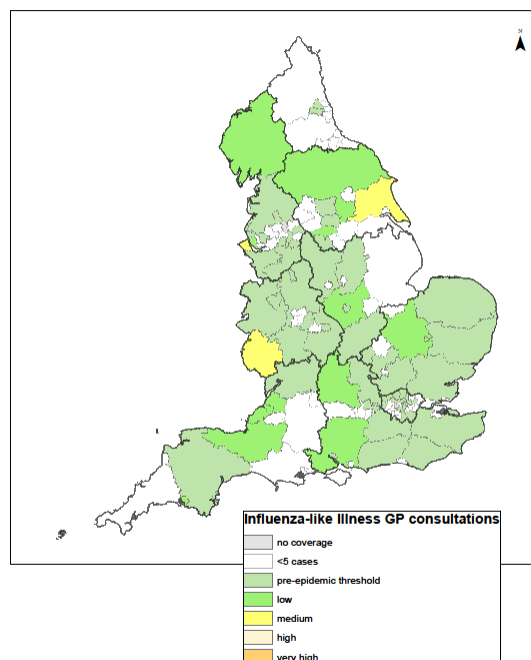 N
Influenza-like Illness GP consultations
no coverage
<5 cases
pre-epidemic threshold
low
medium
high
very high